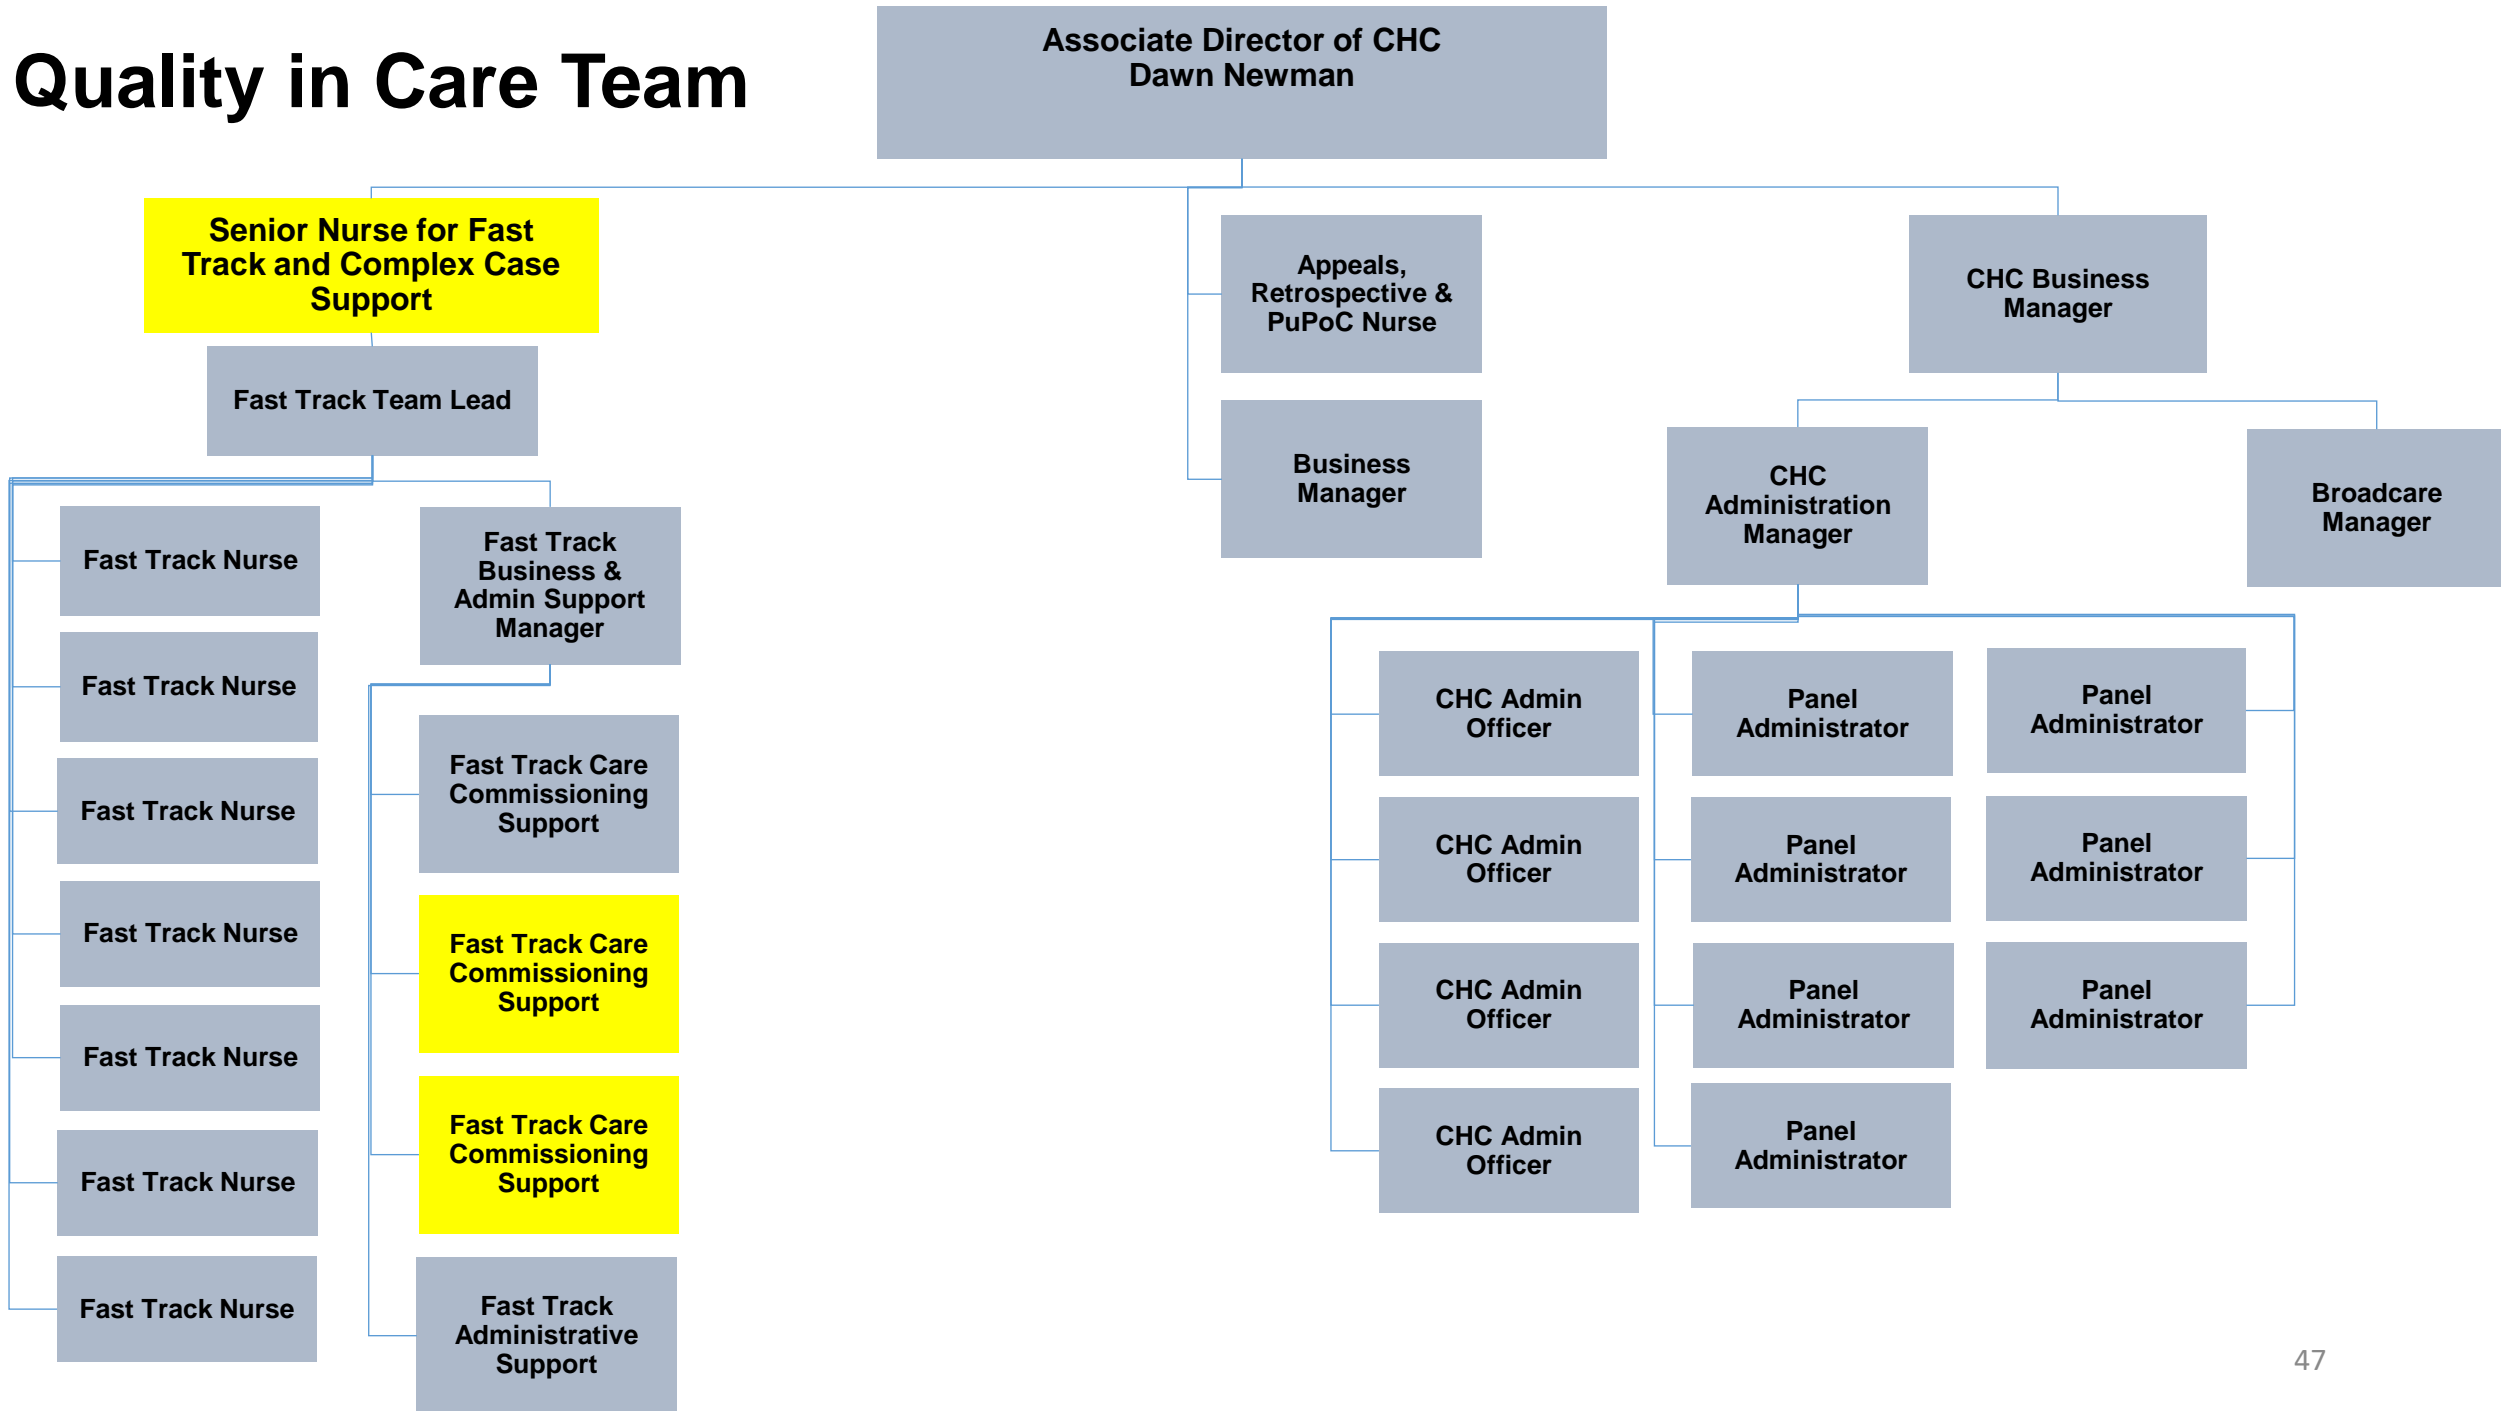 Quality in Care Team
Associate Director of CHC
Dawn Newman
Senior Nurse for Fast
Track and Complex Case
Support
Fast Track Team Lead
Fast Track Nurse
Fast Track Nurse
Fast Track Nurse
Fast Track Nurse
Fast Track Nurse
Fast Track Nurse
Fast Track Nurse
Fast Track
Business &
Admin Support
Manager
Fast Track Care
Commissioning
Support
Fast Track Care
Commissioning
Support
Fast Track Care
Commissioning
Support
Fast Track
Administrative
Support
Appeals,
Retrospective &
PuPoC Nurse
Business
Manager
CHC Business
Manager
CHC
Administration
Manager
Broadcare
Manager
CHC Admin
Officer
CHC Admin
Officer
CHC Admin
Officer
CHC Admin
Officer
Panel
Administrator
Panel
Administrator
Panel
Administrator
Panel
Administrator
Panel
Administrator
Panel
Administrator
Panel
Administrator
47